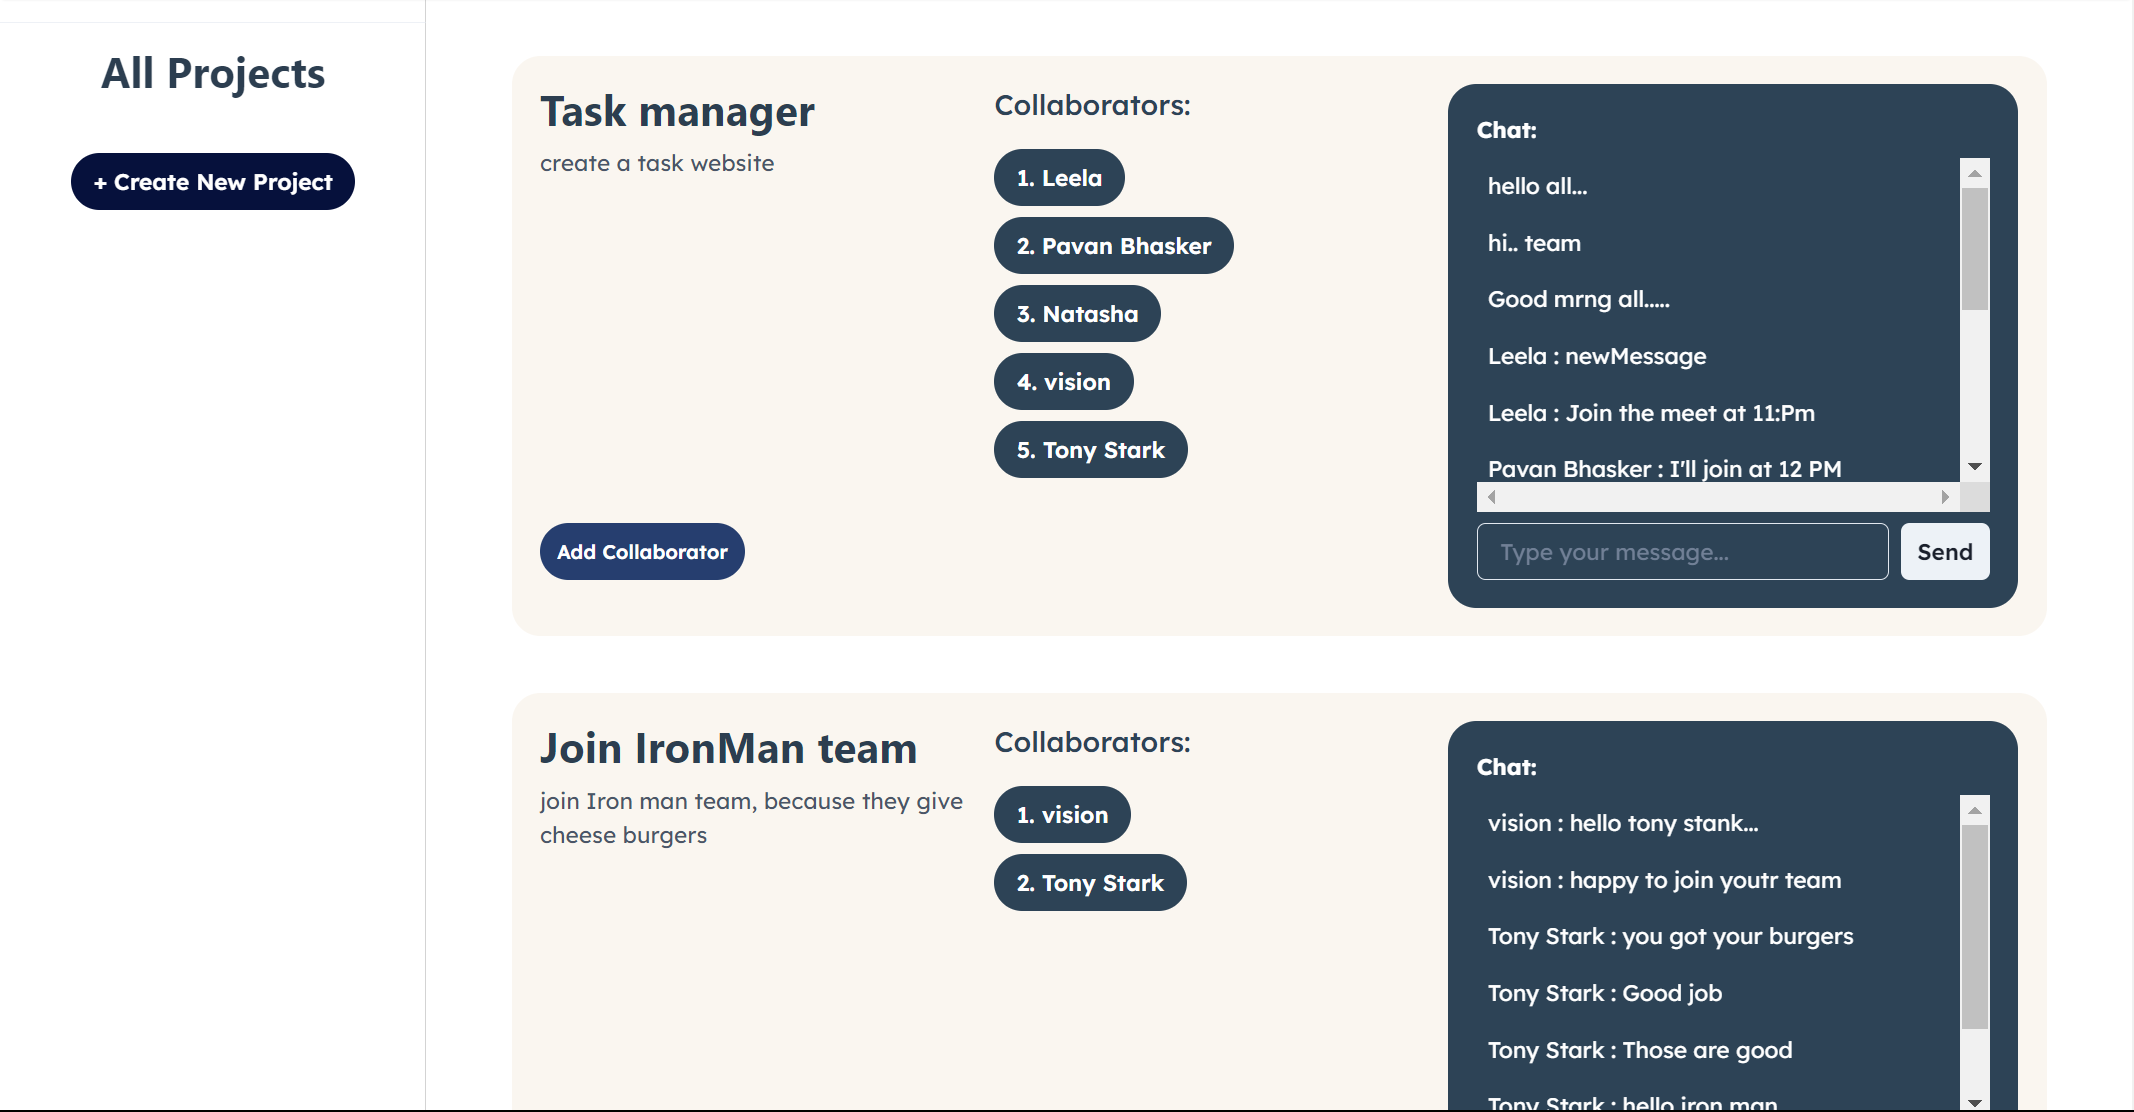 All Projects
+ Create New Project
Task manager
create a task website
Add Collaborator
Collaborators:
1. Leela
2. Pavan Bhasker
3. Natasha
4. vision
5. Tony Stark
Chat:
hello all...
hi.. team
Good mrng all.....
Leela : newMessage
Leela : Join the meet at 11:Pm
Pavan Bhasker : I'll join at 12 PM
Type your message...
Send
Join IronMan team
join Iron man team, because they give
cheese burgers
Collaborators:
1. vision
2. Tony Stark
Chat:
vision : hello tony stank...
vision : happy to join youtr team
Tony Stark : you got your burgers
Tony Stark : Good job
Tony Stark : Those are good
Tony Stark : hello iron man